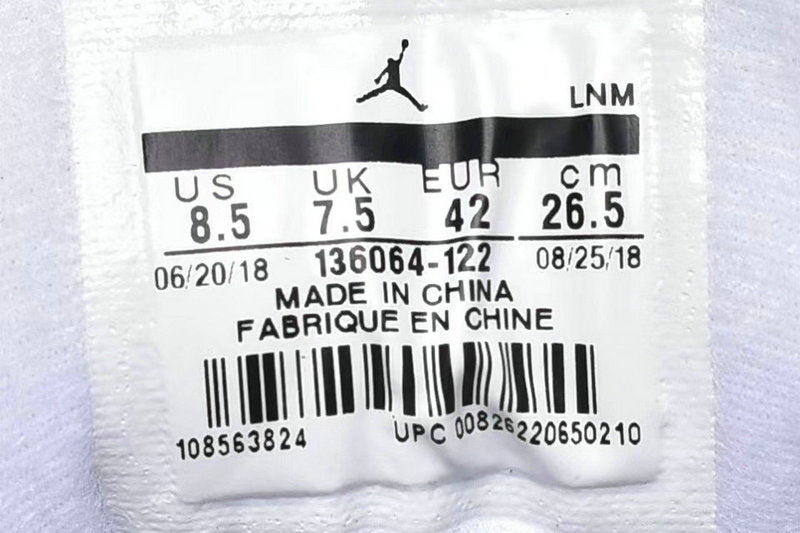 LNM
US UK EUR cm
8.5 7.5 42 26.5
06/20/18 136064-122 08/25/18
MADE IN CHINA
FABRIQUE EN CHINE
108563824 UPC 00826220650210